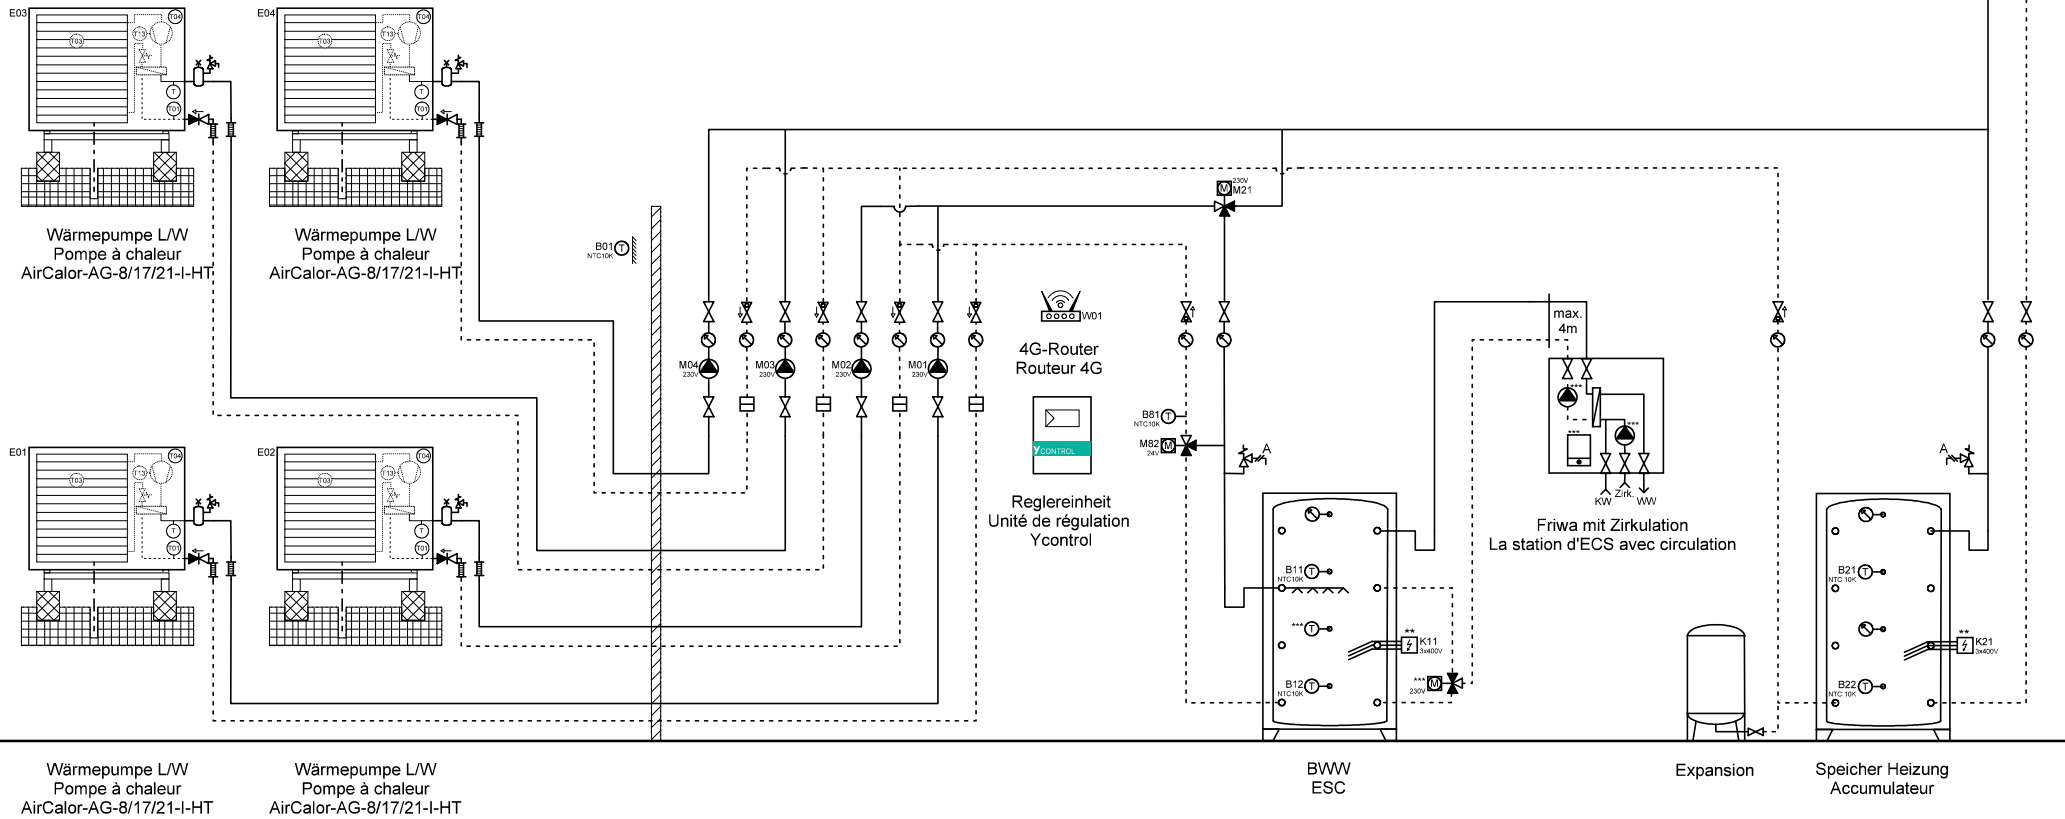 E03
T04
T13
T03
T
T01
E04
T04
T13
T03
T
T01
Wärmepumpe L/W
Pompe à chaleur
AirCalor-AG-8/17/21-I-HT
Wärmepumpe L/W
Pompe à chaleur
AirCalor-AG-8/17/21-I-HT
B01 T
NTC10K
230V
M M21
W01
4G-Router
Routeur 4G
M04
230V
M03
230V
M02
230V
M01
230V
YCONTROL
Reglereinheit
Unité de régulation
Ycontrol
B81 T
NTC10K
M82 M
24V
A
max.
4m
***
***
***
KW
Zirk.
WW
Friwa mit Zirkulation
La station d'ECS avec circulation
A
E01
T04
T13
T03
T
T01
E02
T04
T13
T03
T
T01
B11 T
NTC10K
*** T
**
K11
3x400V
B12 T
NTC10K
*** M
230V
B21 T
NTC 10K
**
K21
3x400V
B22 T
NTC 10K
Wärmepumpe L/W
Pompe à chaleur
AirCalor-AG-8/17/21-I-HT
Wärmepumpe L/W
Pompe à chaleur
AirCalor-AG-8/17/21-I-HT
BWW
ESC
Expansion
Speicher Heizung
Accumulateur